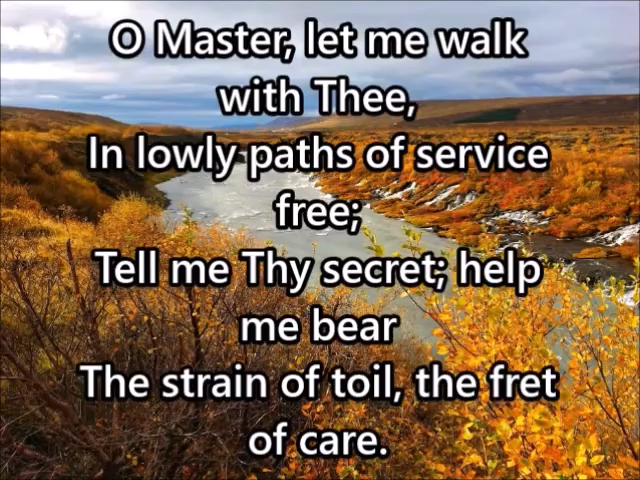 O Master, let me walk
with Thee,
In lowly paths of service
free;
Tell me Thy secret; help
me bear
The strain of toil, the fret
of care.